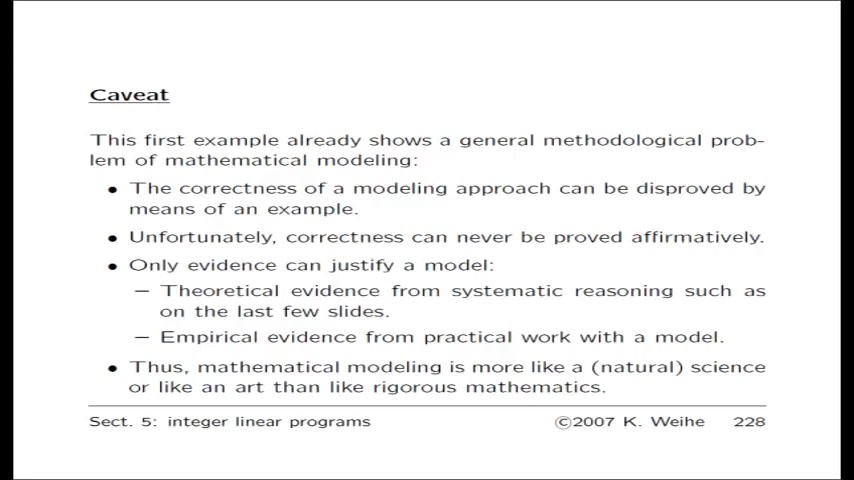 Caveat
This first example already shows a general methodological prob-
lem of mathematical modeling:
• The correctness of a modeling approach can be disproved by
means of an example.
• Unfortunately, correctness can never be proved affirmatively.
• Only evidence can justify a model:
– Theoretical evidence from systematic reasoning such as
on the last few slides.
– Empirical evidence from practical work with a model.
• Thus, mathematical modeling is more like a (natural) science
or like an art than like rigorous mathematics.
Sect. 5: integer linear programs ©2007 K. Weihe 228